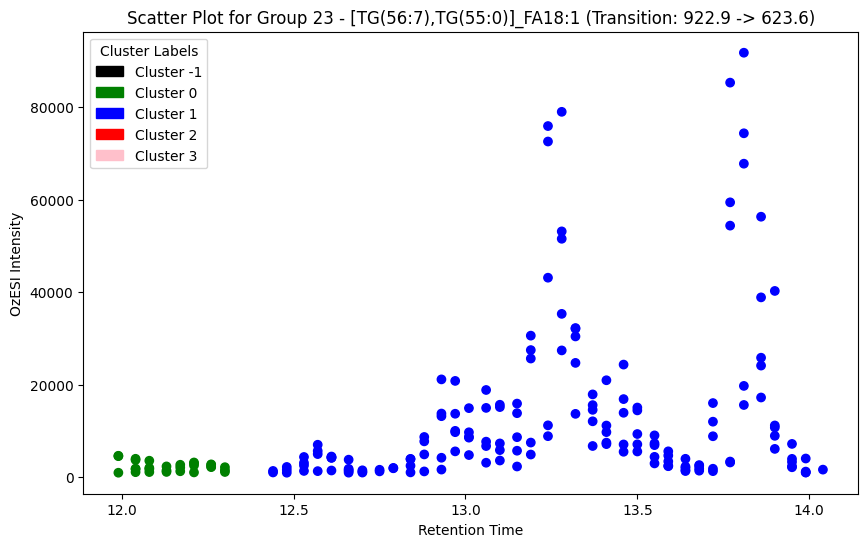 Scatter Plot for Group 23 - [TG(56:7),TG(55:0)]_FA18:1 (Transition: 922.9 -> 623.6)
Cluster Labels
Cluster -1
Cluster 0
Cluster 1
Cluster 2
Cluster 3
80000
60000
40000
20000
0
OzESI Intensity
12.0
12.5
13.0
13.5
14.0
Retention Time